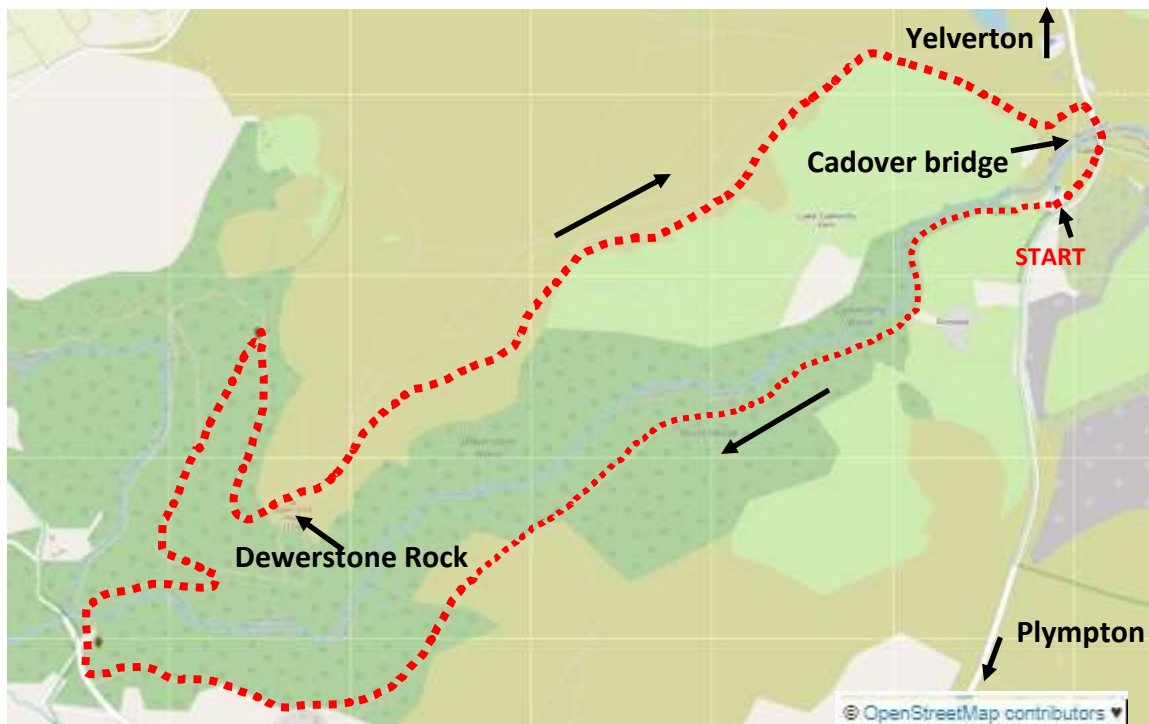 Yelverton
Cadover bridge
START
Dewerstone Rock
Plympton
© OpenStreetMap contributors ♥